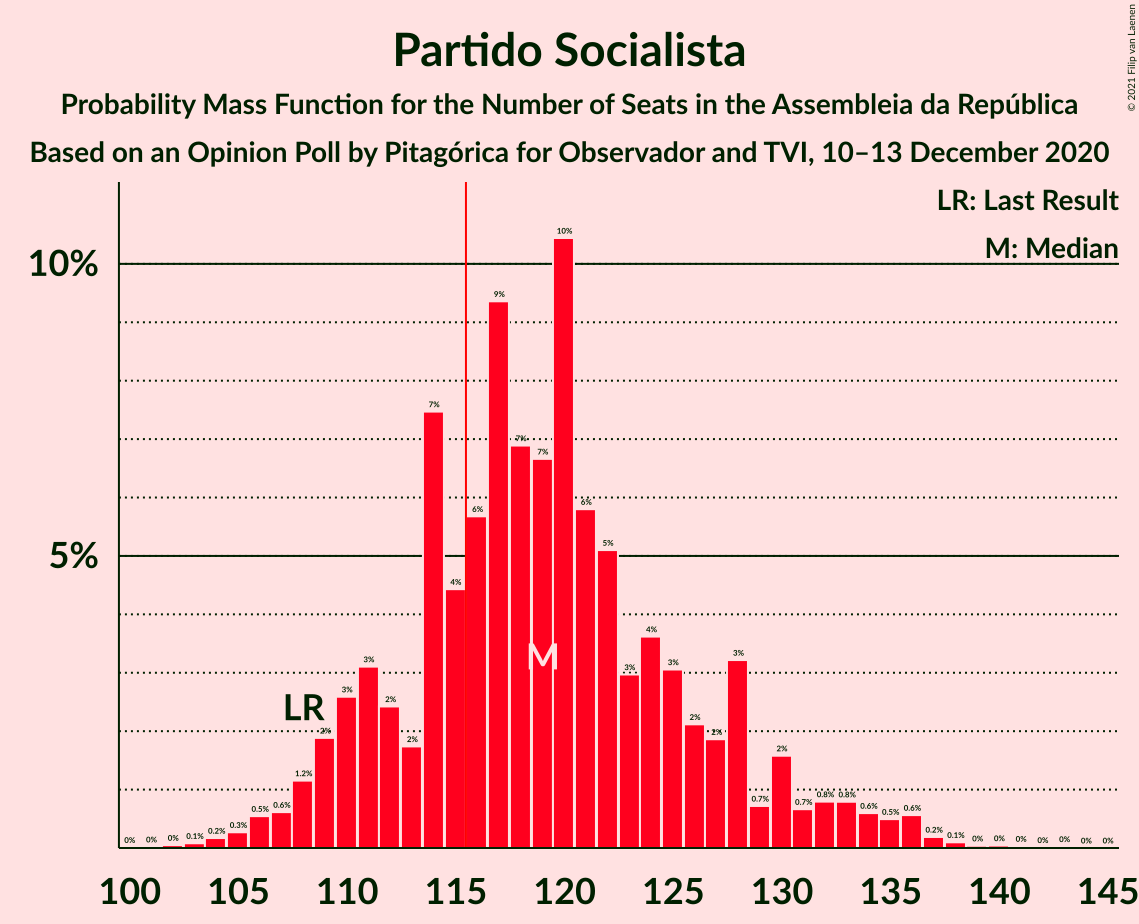 Partido Socialista
Probability Mass Function for the Number of Seats in the Assembleia da República
Based on an Opinion Poll by Pitagórica for Observador and TVI, 10–13 December 2020
© 2021 Filip van Laenen
LR: Last Result
M: Median
10%
5%
0% 0% 0% 0.1% 0.2% 0.3% 0.5% 0.6% 1.2% 2% 3% 3% 2% 2% 7% 4% 6% 9% 7% 7% 10% 6% 5% 3% 4% 3% 2% 2% 3% 0.7% 2% 0.7% 0.8% 0.8% 0.6% 0.5% 0.6% 0.2% 0.1% 0% 0% 0% 0% 0% 0% 0%
LR
M
100 105 110 115 120 125 130 135 140 145